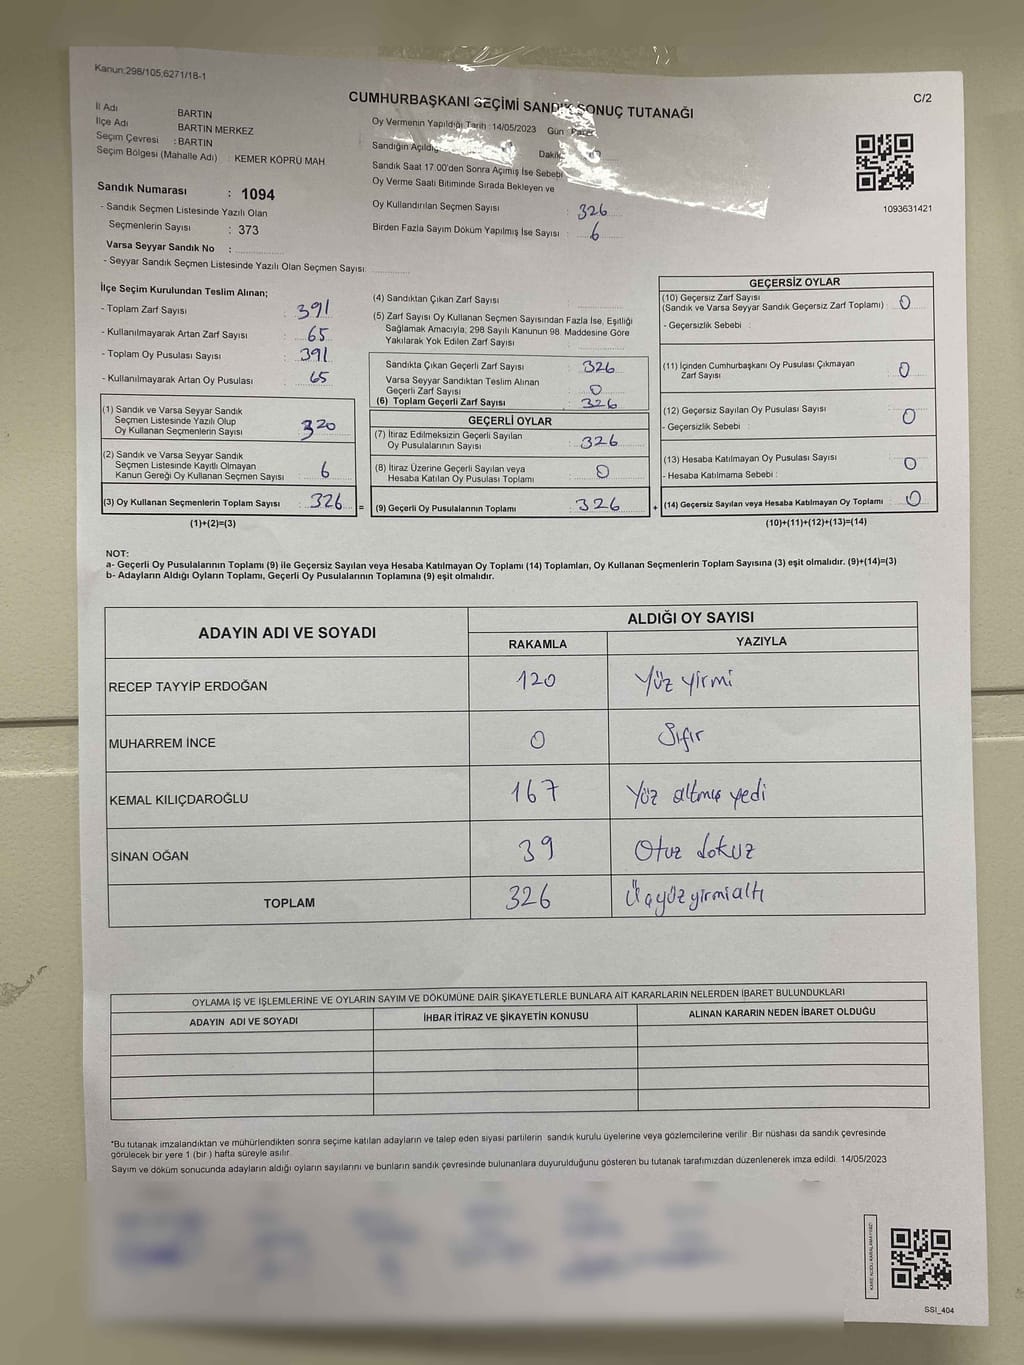 Kanun:298/105;6271/18-1
C/2
CUMHURBAŞKANI SEÇİMİ SANDIK SONUÇ TUTANAĞI
İl Adı : BARTIN
İlçe Adı BARTIN MERKEZ
Seçim Çevresi : BARTIN
Seçim Bölgesi (Mahalle Adı) : KEMER KÖPRÜ MAH
Sandık Numarası : 1094
- Sandık Seçmen Listesinde Yazılı Olan
Seçmenlerin Sayısı : 373
Varsa Seyyar Sandık No :
- Seyyar Sandık Seçmen Listesinde Yazılı Olan Seçmen Sayısı
Oy Vermenin Yapıldığı Tarih : 14/05/2023 Gün : Pazar
Sandığın Açıldığı Dakika
Sandık Saat 17.00'den Sonra Açımış İse Sebebi
Oy Verme Saati Bitiminde Sırada Bekleyen ve
Oy Kullandırılan Seçmen Sayısı : 326
Birden Fazla Sayım Döküm Yapılmış İse Sayısı : 6
1093631421
İlçe Seçim Kurulundan Teslim Alınan;
- Toplam Zarf Sayısı : 391
- Kullanılmayarak Artan Zarf Sayısı : 65
- Toplam Oy Pusulası Sayısı : 391
- Kullanılmayarak Artan Oy Pusulası : 65
(1) Sandık ve Varsa Seyyar Sandık
Seçmen Listesinde Yazılı Olup
Oy Kullanan Seçmenlerin Sayısı : 320
(2) Sandık ve Varsa Seyyar Sandık
Seçmen Listesinde Kayıtlı Olmayan
Kanun Gereği Oy Kullanan Seçmen Sayısı : 6
(3) Oy Kullanan Seçmenlerin Toplam Sayısı : 326 =
(1)+(2)=(3)
(4) Sandıktan Çıkan Zarf Sayısı
(5) Zarf Sayısı Oy Kullanan Seçmen Sayısından Fazla İse, Eşitliği
Sağlamak Amacıyla; 298 Sayılı Kanunun 98. Maddesine Göre
Yakılarak Yok Edilen Zarf Sayısı
Sandıkta Çıkan Geçerli Zarf Sayısı : 326
Varsa Seyyar Sandıktan Teslim Alınan
Geçerli Zarf Sayısı : 0
(6) Toplam Geçerli Zarf Sayısı : 326
GEÇERLİ OYLAR
(7) İtiraz Edilmeksizin Geçerli Sayılan
Oy Pusulalarının Sayısı : 326
(8) İtiraz Üzerine Geçerli Sayılan veya
Hesaba Katılan Oy Pusulası Toplamı : 0
(9) Geçerli Oy Pusulalarının Toplamı : 326 +
GEÇERSİZ OYLAR
(10) Geçersiz Zarf Sayısı
(Sandık ve Varsa Seyyar Sandık Geçersiz Zarf Toplamı) : 0
- Geçersizlik Sebebi :
(11) İçinden Cumhurbaşkanı Oy Pusulası Çıkmayan
Zarf Sayısı : 0
(12) Geçersiz Sayılan Oy Pusulası Sayısı : 0
- Geçersizlik Sebebi :
(13) Hesaba Katılmayan Oy Pusulası Sayısı : 0
- Hesaba Katılmama Sebebi :
(14) Geçersiz Sayılan veya Hesaba Katılmayan Oy Toplamı : 0
(10)+(11)+(12)+(13)=(14)
NOT:
a- Geçerli Oy Pusulalarının Toplamı (9) ile Geçersiz Sayılan veya Hesaba Katılmayan Oy Toplamı (14) Toplamları, Oy Kullanan Seçmenlerin Toplam Sayısına (3) eşit olmalıdır. (9)+(14)=(3)
b- Adayların Aldığı Oyların Toplamı, Geçerli Oy Pusulalarının Toplamına (9) eşit olmalıdır.
ADAYIN ADI VE SOYADI
ALDIĞI OY SAYISI
RAKAMLA YAZIYLA
RECEP TAYYİP ERDOĞAN 120 Yüz yirmi
MUHARREM İNCE 0 Sıfır
KEMAL KILIÇDAROĞLU 167 Yüz altmış yedi
SİNAN OĞAN 39 Otuz dokuz
TOPLAM 326 Üçyüzyirmialtı
OYLAMA İŞ VE İŞLEMLERİNE VE OYLARIN SAYIM VE DÖKÜMÜNE DAİR ŞİKAYETLERLE BUNLARA AİT KARARLARIN NELERDEN İBARET BULUNDUKLARI
ADAYIN ADI VE SOYADI İHBAR İTİRAZ VE ŞİKAYETİN KONUSU ALINAN KARARIN NEDEN İBARET OLDUĞU
*Bu tutanak imzalandıktan ve mühürlendikten sonra seçime katılan adayların ve talep eden siyasi partilerin sandık kurulu üyelerine veya gözlemcilerine verilir. Bir nüshası da sandık çevresinde
görülecek bir yere 1 (bir ) hafta süreyle asılır.
Sayım ve döküm sonucunda adayların aldığı oyların sayılarını ve bunların sandık çevresinde bulunanlara duyurulduğunu gösteren bu tutanak tarafımızdan düzenlenerek imza edildi. 14/05/2023
KARE KODU KARALAMAYINIZ!
SSI_404